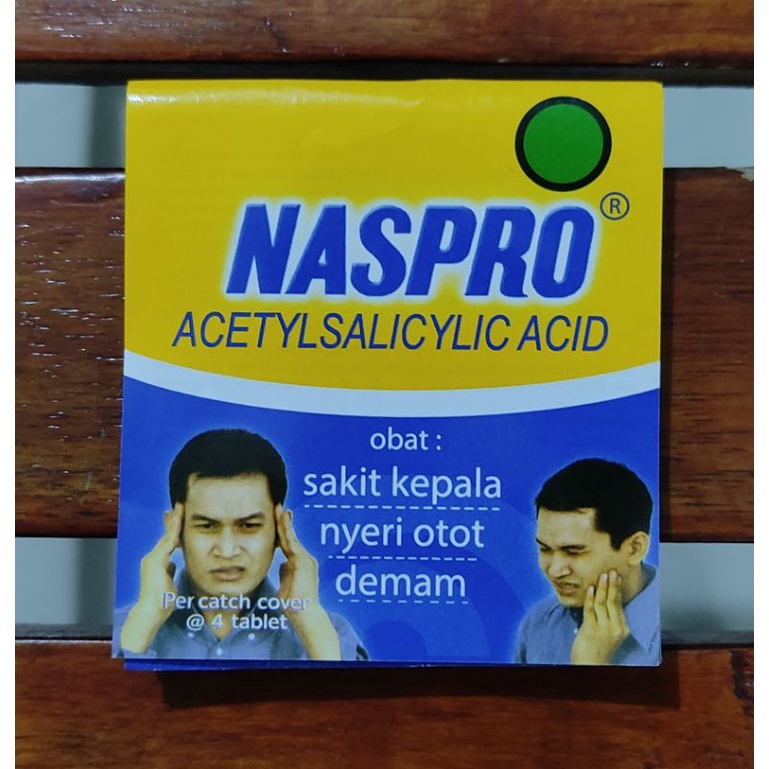 NASPRO®
ACETYLSALICYLIC ACID
obat :
sakit kepala
nyeri otot
demam
Per catch cover
@ 4 tablet